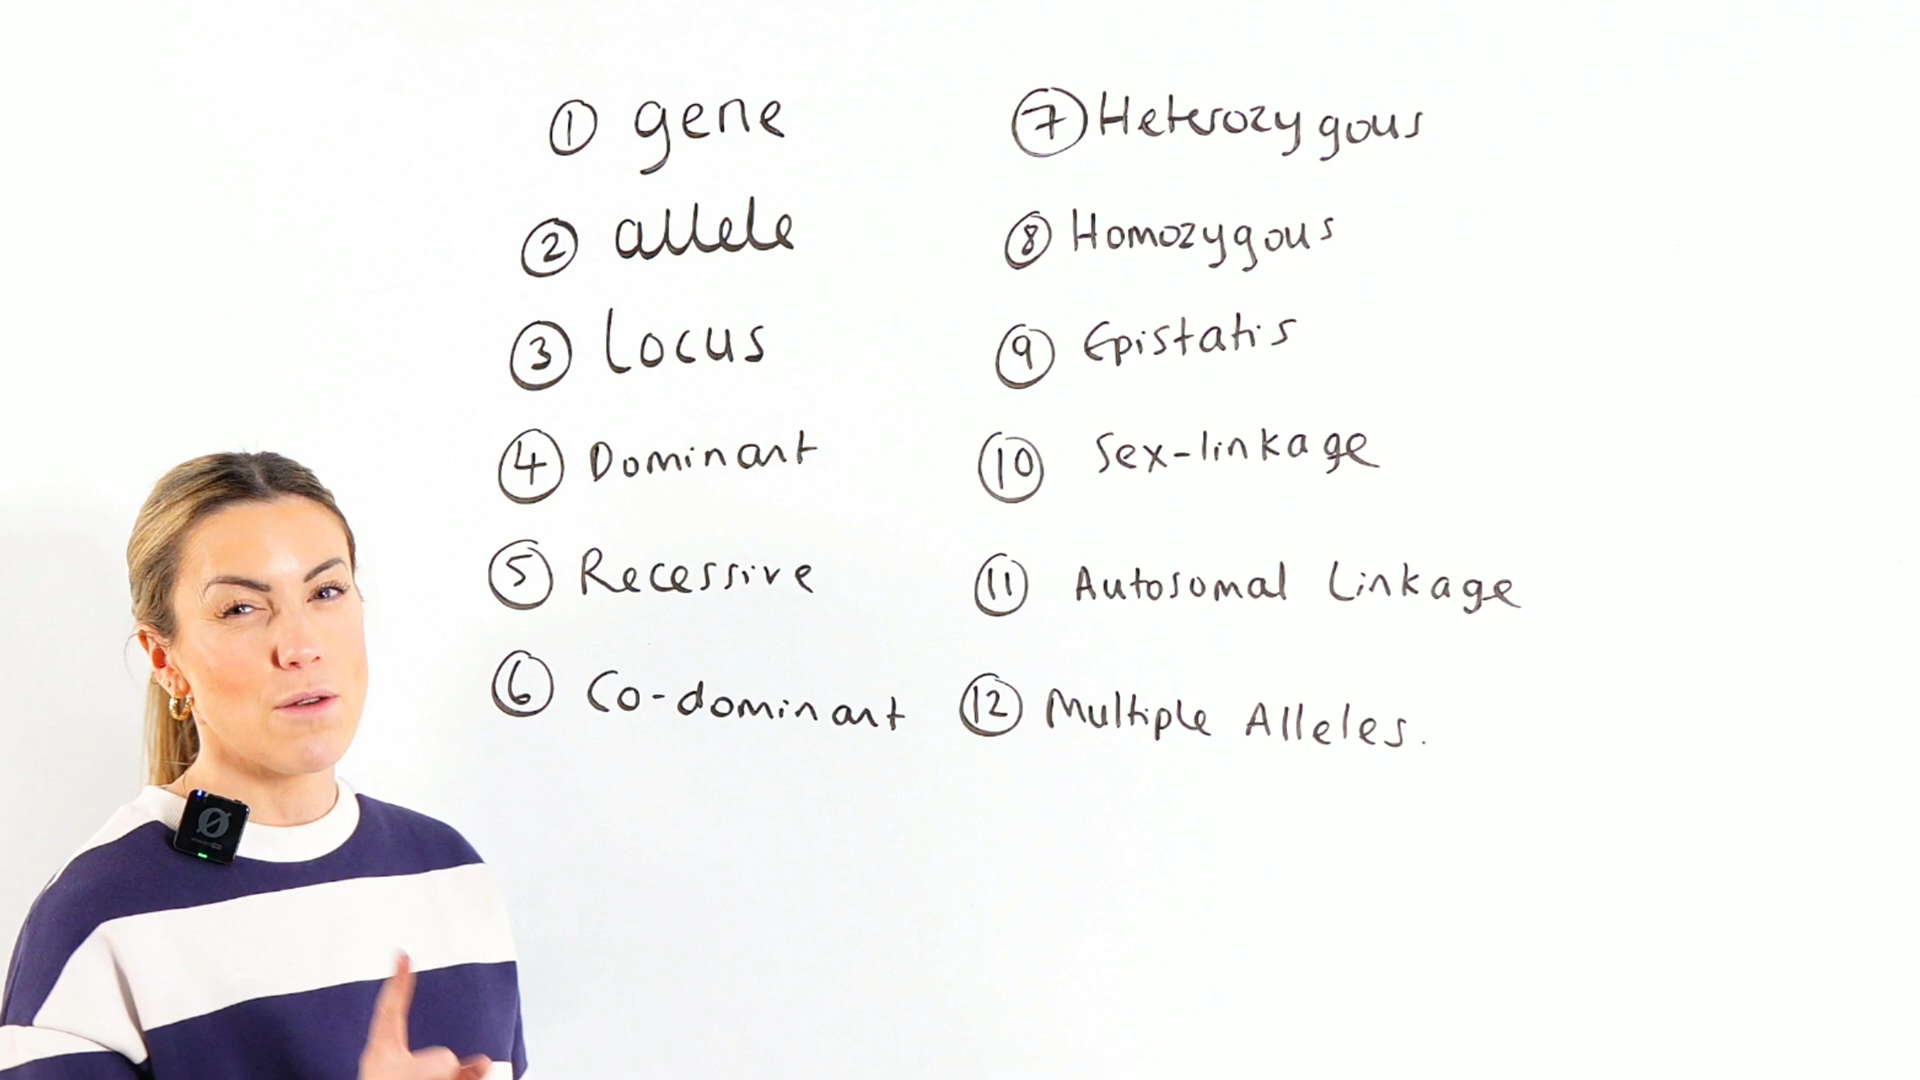 ① gene
② allele
③ Locus
④ Dominant
⑤ Recessive
⑥ Co-dominant
⑦ Heterozygous
⑧ Homozygous
⑨ Epistatis
⑩ Sex-linkage
⑪ Autosomal Linkage
⑫ Multiple Alleles.